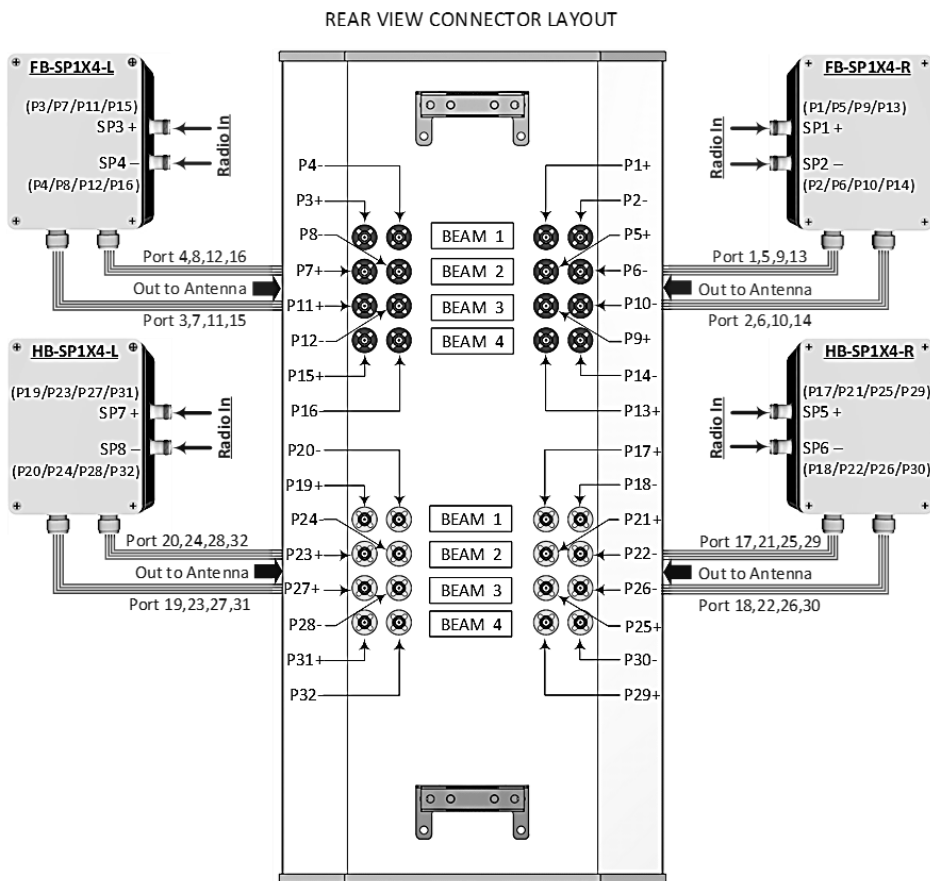 REAR VIEW CONNECTOR LAYOUT
FB-SP1X4-L
(P3/P7/P11/P15)
SP3 +
SP4 –
(P4/P8/P12/P16)
Radio In
Port 4,8,12,16
Out to Antenna
Port 3,7,11,15
HB-SP1X4-L
(P19/P23/P27/P31)
SP7 +
SP8 –
(P20/P24/P28/P32)
Radio In
Port 20,24,28,32
Out to Antenna
Port 19,23,27,31
P4-
P3+
P8-
P7+
P11+
P12-
P15+
P16-
P20-
P19+
P24-
P23+
P27+
P28-
P31+
P32-
BEAM 1
BEAM 2
BEAM 3
BEAM 4
BEAM 1
BEAM 2
BEAM 3
BEAM 4
P1+
P2-
P5+
P6-
P10-
P9+
P14-
P13+
P17+
P18-
P21+
P22-
P26-
P25+
P30-
P29+
FB-SP1X4-R
(P1/P5/P9/P13)
SP1 +
SP2 –
(P2/P6/P10/P14)
Radio In
Port 1,5,9,13
Out to Antenna
Port 2,6,10,14
HB-SP1X4-R
(P17/P21/P25/P29)
SP5 +
SP6 –
(P18/P22/P26/P30)
Radio In
Port 17,21,25,29
Out to Antenna
Port 18,22,26,30